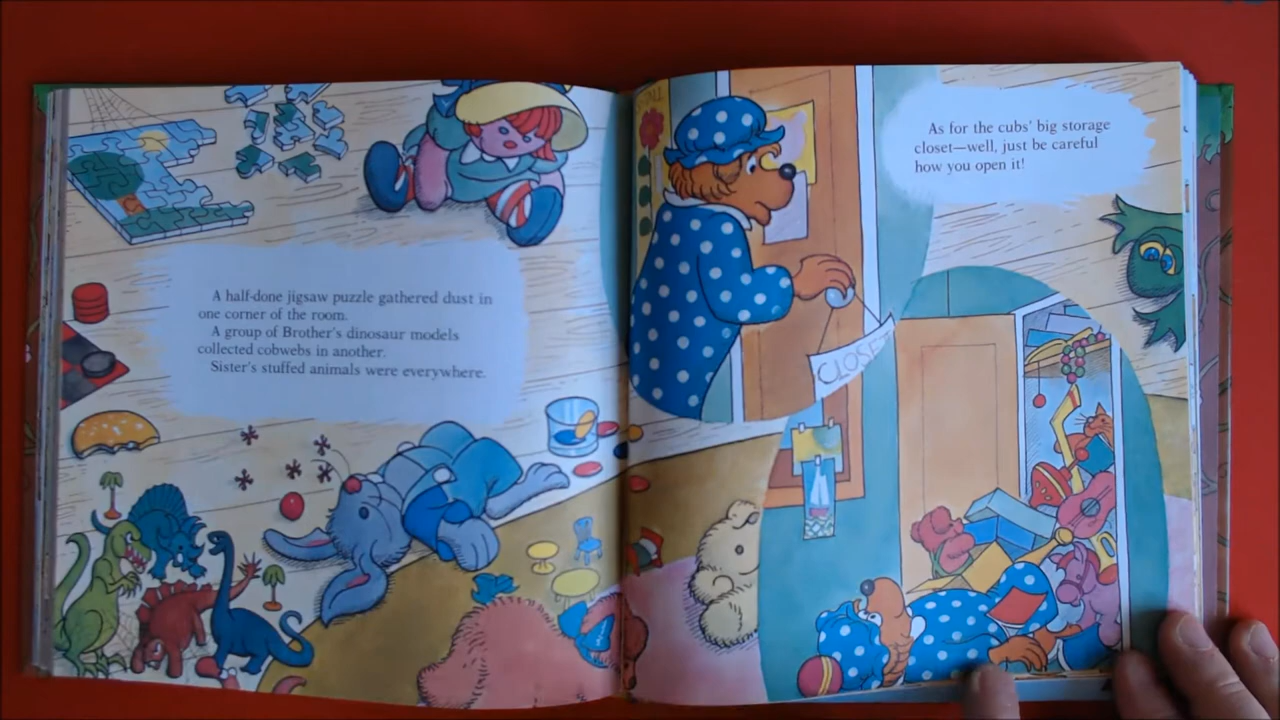 A half-done jigsaw puzzle gathered dust in
one corner of the room.
A group of Brother's dinosaur models
collected cobwebs in another.
Sister's stuffed animals were everywhere.
As for the cubs' big storage
closet—well, just be careful
how you open it!
CLOSET